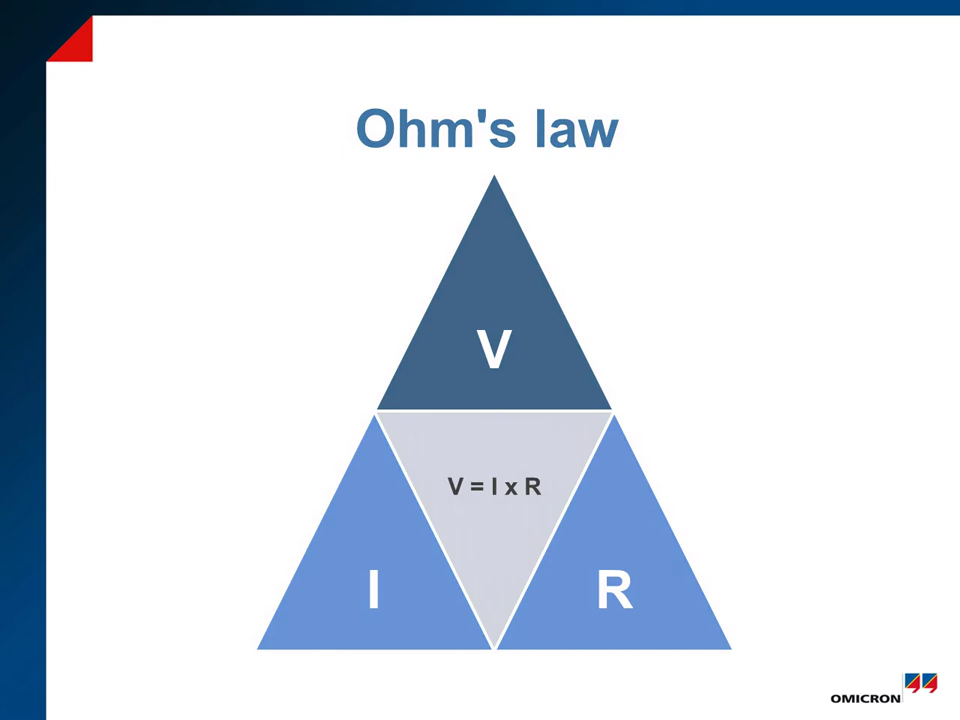 Ohm's law
V
V = I x R
I
R
OMICRON